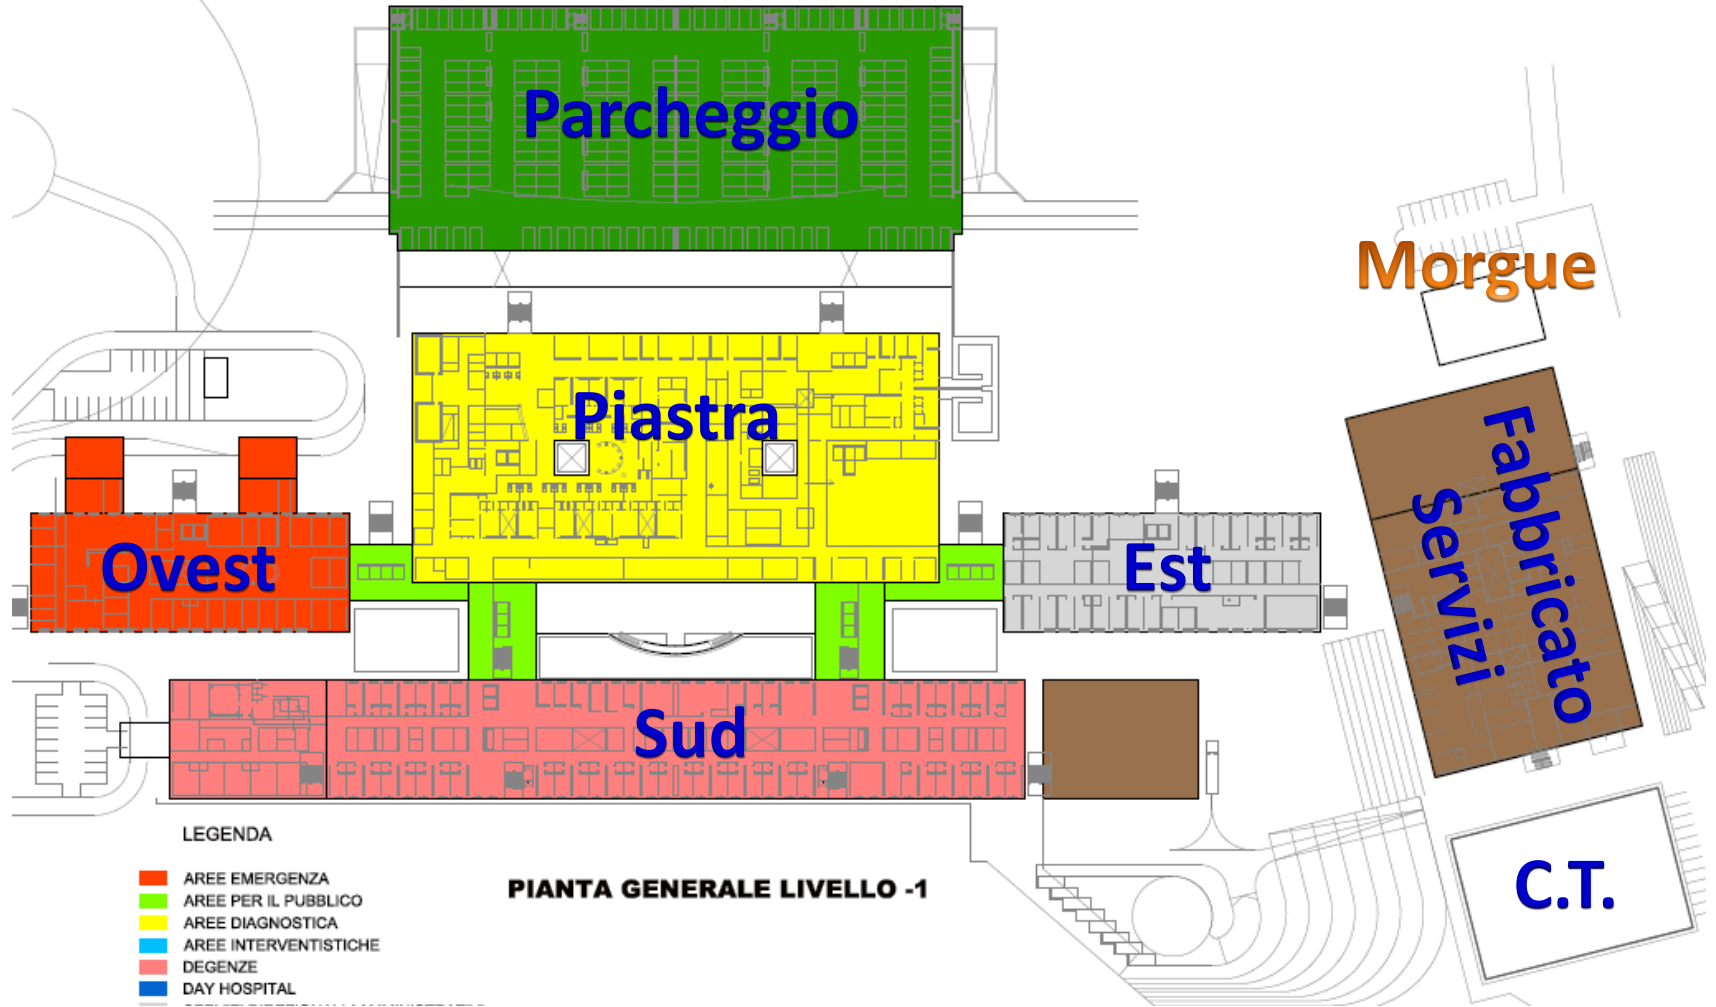 Parcheggio
Morgue
Piastra
Fabbricato
Servizi
Ovest
Est
Sud
LEGENDA
AREE EMERGENZA
AREE PER IL PUBBLICO
AREE DIAGNOSTICA
AREE INTERVENTISTICHE
DEGENZE
DAY HOSPITAL
PIANTA GENERALE LIVELLO -1
C.T.